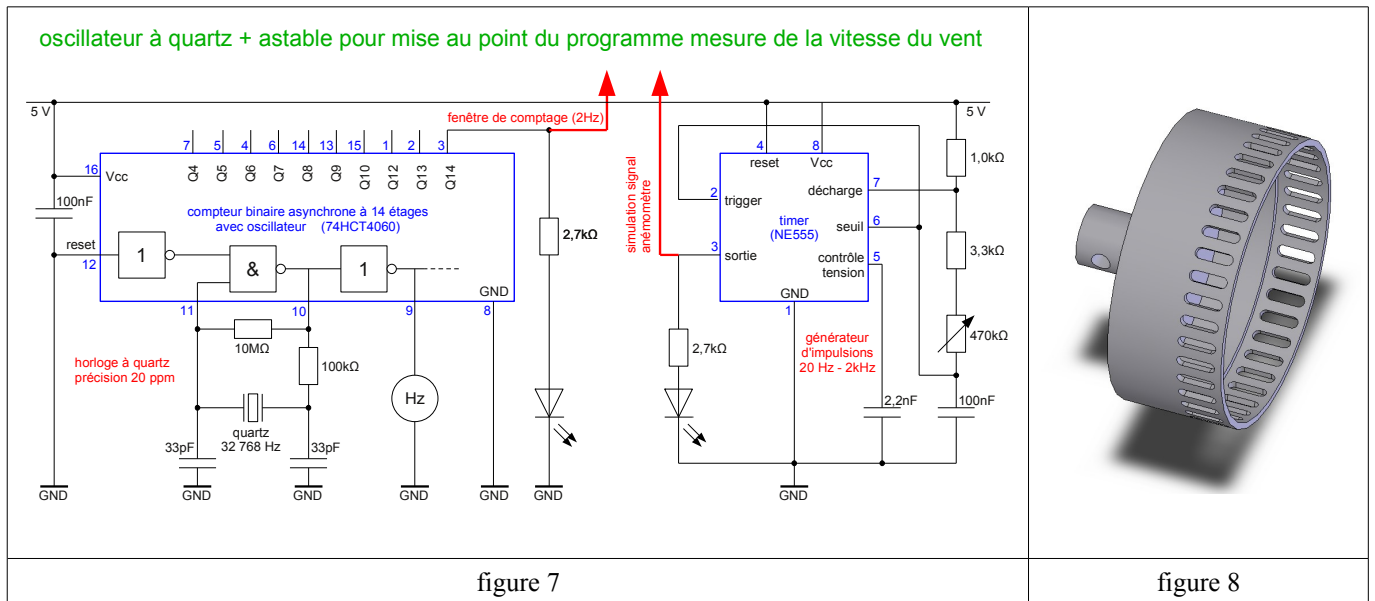 oscillateur à quartz + astable pour mise au point du programme mesure de la vitesse du vent
5 V
fenêtre de comptage (2Hz)
5 V
7 5 4 6 14 13 15 1 2 3
Q4 Q5 Q6 Q7 Q8 Q9 Q10 Q12 Q13 Q14
16
Vcc
100nF
compteur binaire asynchrone à 14 étages
avec oscillateur (74HCT4060)
reset
12
1
&
1
GND
11
10
9
8
10MΩ
100kΩ
horloge à quartz
précision 20 ppm
quartz
32 768 Hz
33pF
33pF
Hz
2,7kΩ
GND
GND
GND
GND
GND
GND
simulation signal
anémomètre
4
8
reset
Vcc
1,0kΩ
2
trigger
décharge
7
timer
(NE555)
seuil
6
3
sortie
3,3kΩ
contrôle
tension
5
GND
1
2,7kΩ
générateur
d'impulsions
20 Hz - 2kHz
470kΩ
2,2nF
100nF
GND
figure 7
figure 8